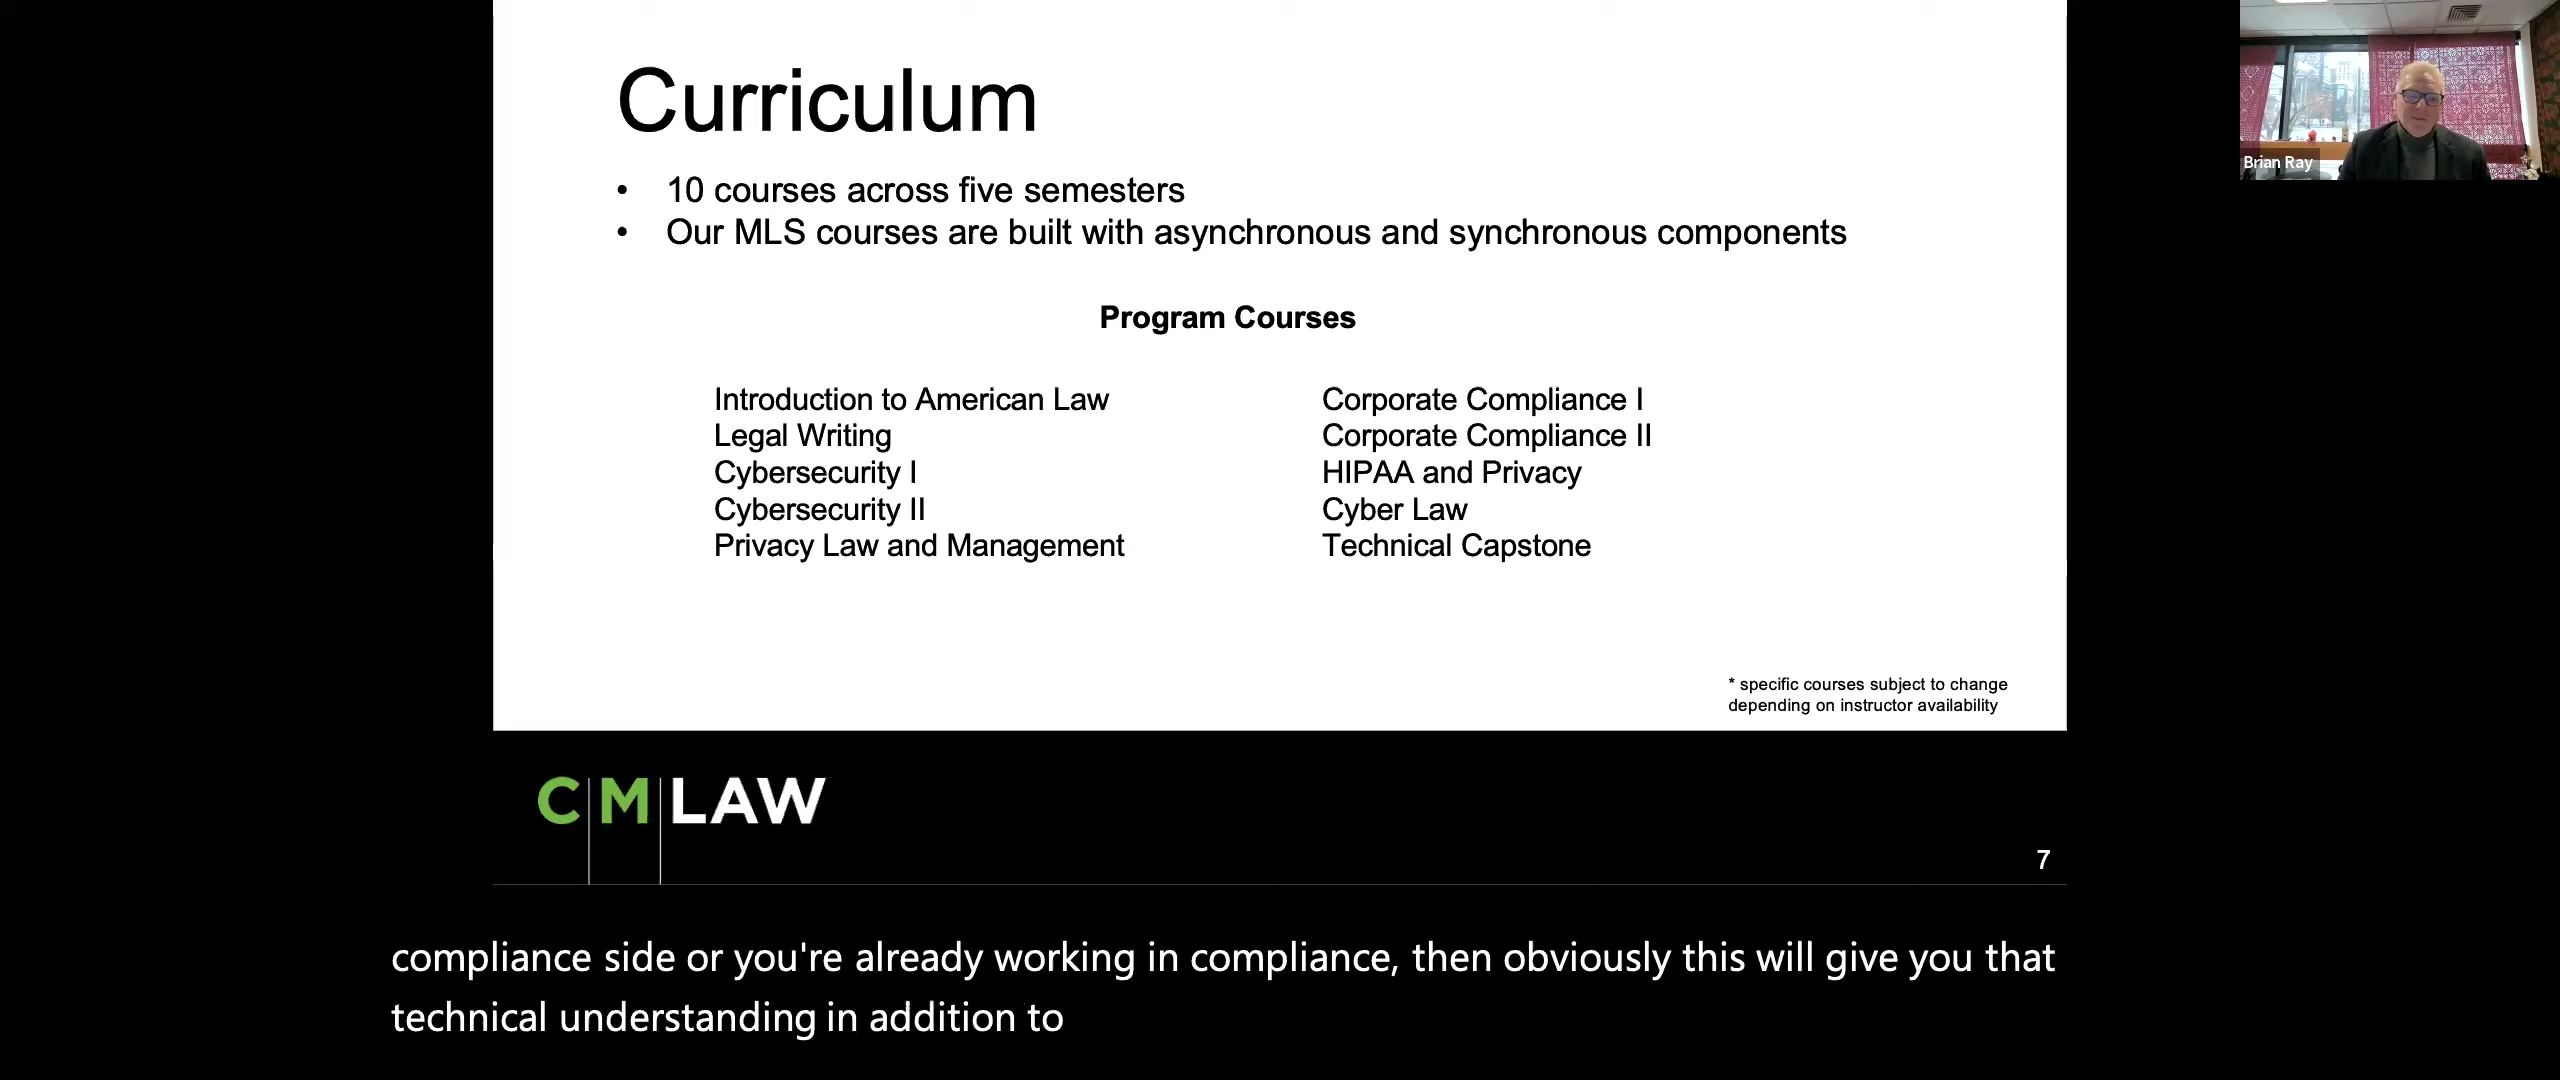 Curriculum
• 10 courses across five semesters
• Our MLS courses are built with asynchronous and synchronous components
Program Courses
Introduction to American Law
Legal Writing
Cybersecurity I
Cybersecurity II
Privacy Law and Management
Corporate Compliance I
Corporate Compliance II
HIPAA and Privacy
Cyber Law
Technical Capstone
* specific courses subject to change
depending on instructor availability
C|M|LAW
7
Brian Ray
compliance side or you're already working in compliance, then obviously this will give you that
technical understanding in addition to